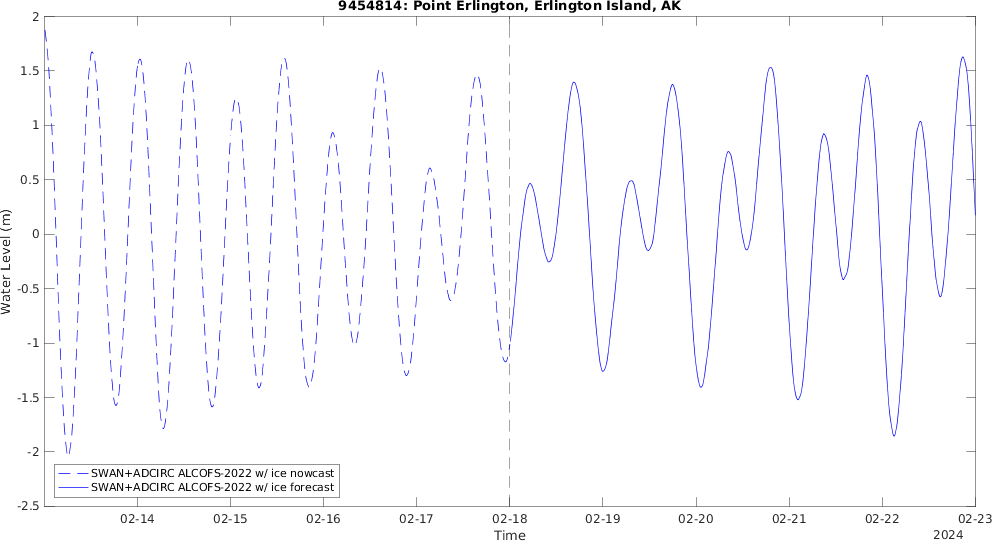 9454814: Point Erlington, Erlington Island, AK
2
1.5
1
0.5
0
-0.5
-1
-1.5
-2
-2.5
Water Level (m)
SWAN+ADCIRC ALCOFS-2022 w/ ice nowcast
SWAN+ADCIRC ALCOFS-2022 w/ ice forecast
02-14 02-15 02-16 02-17 02-18 02-19 02-20 02-21 02-22 02-23
Time
2024